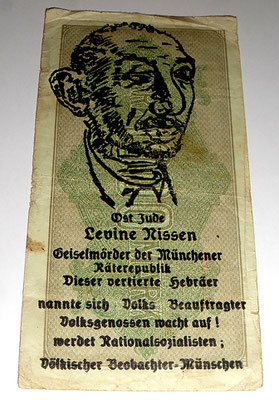 Ost Jude
Levine Nissen
Geiselmörder der Münchener
Räterepublik
Dieser vertierte Hebräer
nannte sich Volks Beauftragter
Volksgenossen wacht auf !
werdet Nationalsozialisten ;
Völkischer Beobachter-Münschen